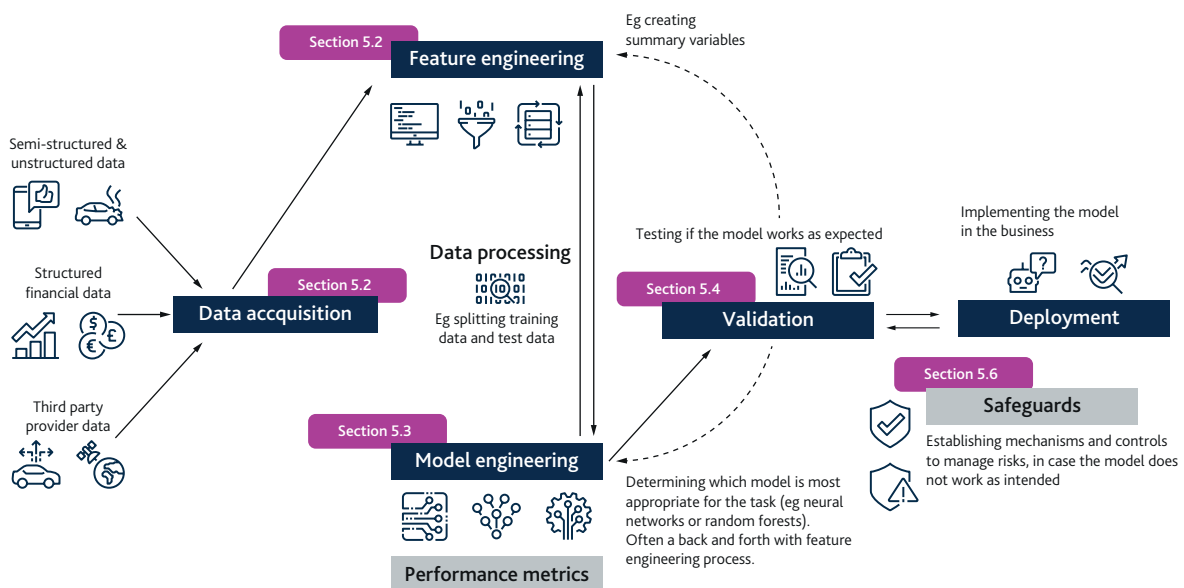 Section 5.2
Feature engineering
Eg creating
summary variables
Semi-structured &
unstructured data
Structured
financial data
$
£
€
Third party
provider data
Section 5.2
Data accquisition
Data processing
Eg splitting training
data and test data
Testing if the model works as expected
Section 5.4
Validation
Implementing the model
in the business
?
Deployment
Section 5.6
Safeguards
Establishing mechanisms and controls
to manage risks, in case the model does
not work as intended
Section 5.3
Model engineering
Determining which model is most
appropriate for the task (eg neural
networks or random forests).
Often a back and forth with feature
engineering process.
Performance metrics